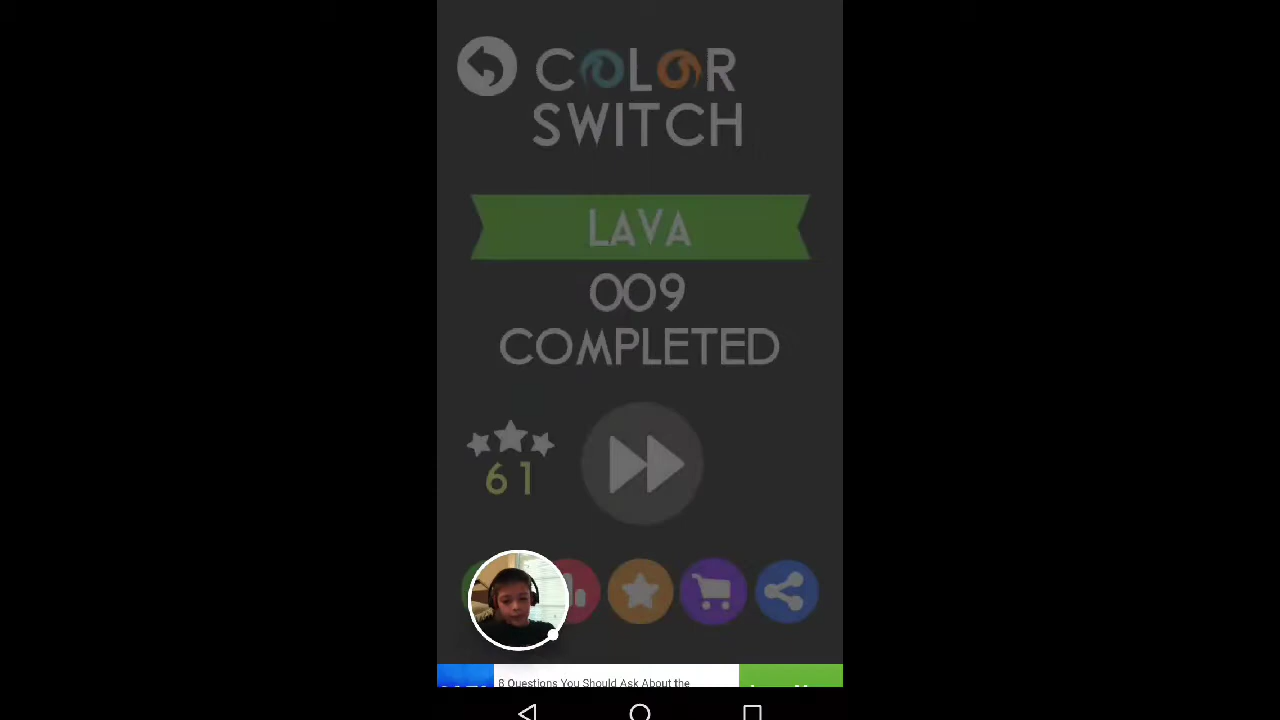 COLOR
SWITCH
LAVA
009
COMPLETED
61
6 Questions You Should Ask About the